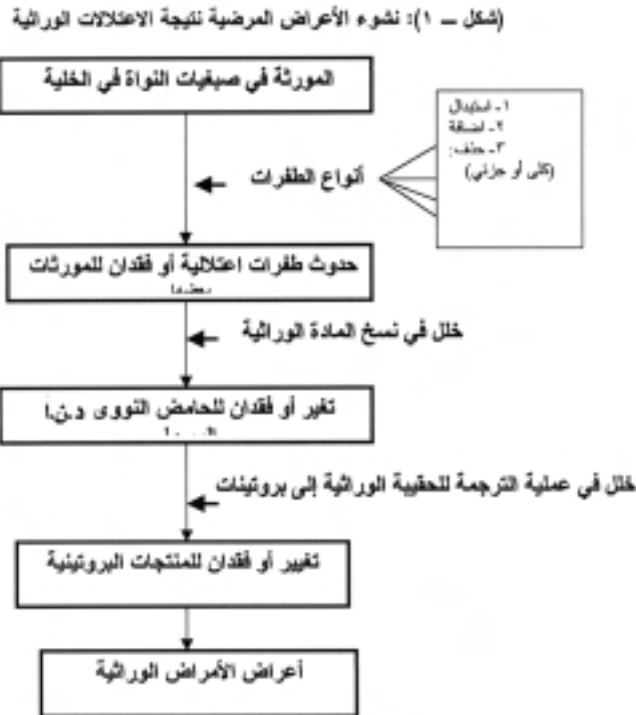 (شكل – ١): نشوء الأعراض المرضية نتيجة الاعتلالات الوراثية
المورثة في صبغيات النواة في الخلية
١- استبدال
٢- اضافة
٣- حذف:
(كلي أو جزئي)
أنواع الطفرات
حدوث طفرات اعتلالية أو فقدان للمورثات
خلل في نسخ المادة الوراثية
تغير أو فقدان للحامض النووى د.ن.أ
خلل في عملية الترجمة للحقيبة الوراثية إلى بروتينات
تغيير أو فقدان للمنتجات البروتينية
أعراض الأمراض الوراثية